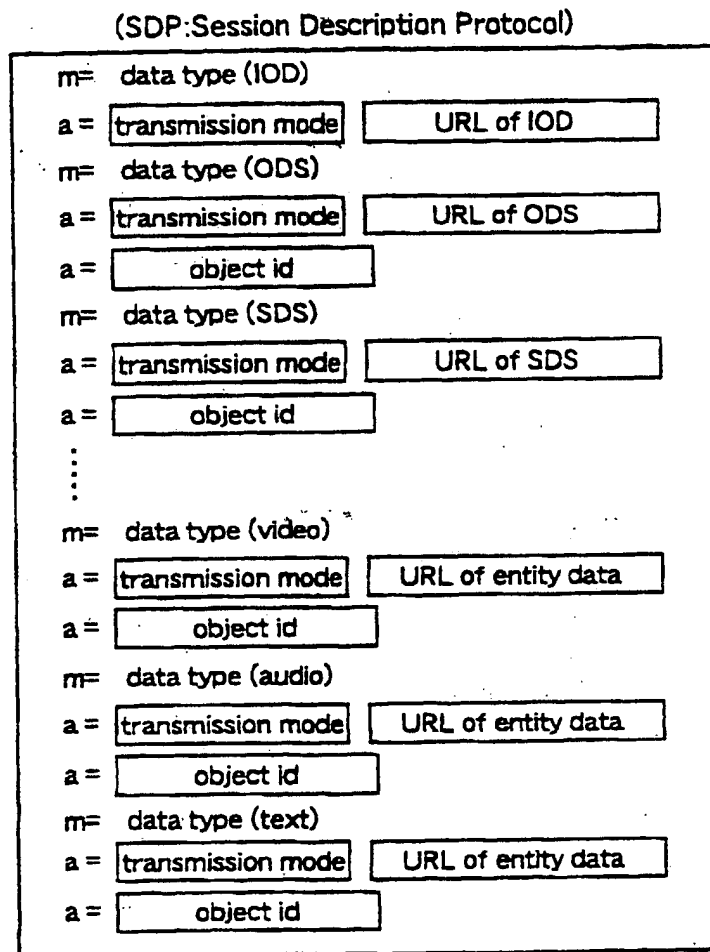 (SDP:Session Description Protocol)
m= data type (IOD)
a = transmission mode URL of IOD
m= data type (ODS)
a = transmission mode URL of ODS
a = object id
m= data type (SDS)
a = transmission mode URL of SDS
a = object id
m= data type (video)
a = transmission mode URL of entity data
a = object id
m= data type (audio)
a = transmission mode URL of entity data
a = object id
m= data type (text)
a = transmission mode URL of entity data
a = object id